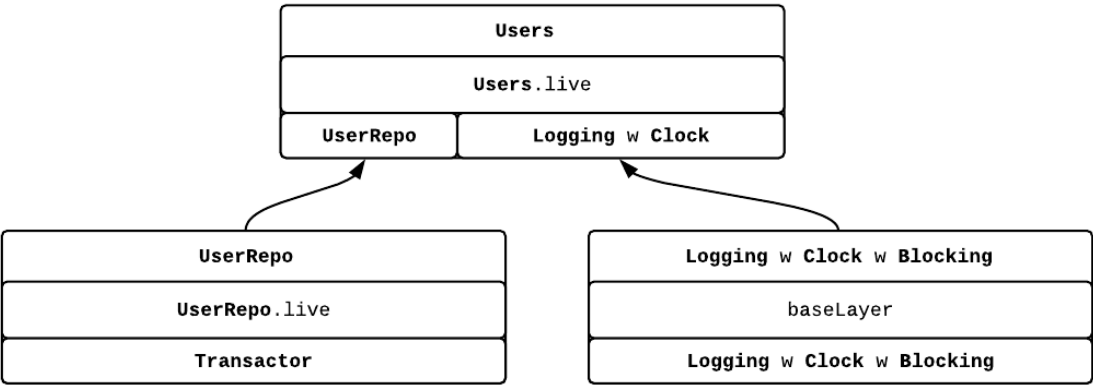 Users
Users.live
UserRepo
Logging w Clock
UserRepo
Logging w Clock w Blocking
UserRepo.live
baseLayer
Transactor
Logging w Clock w Blocking